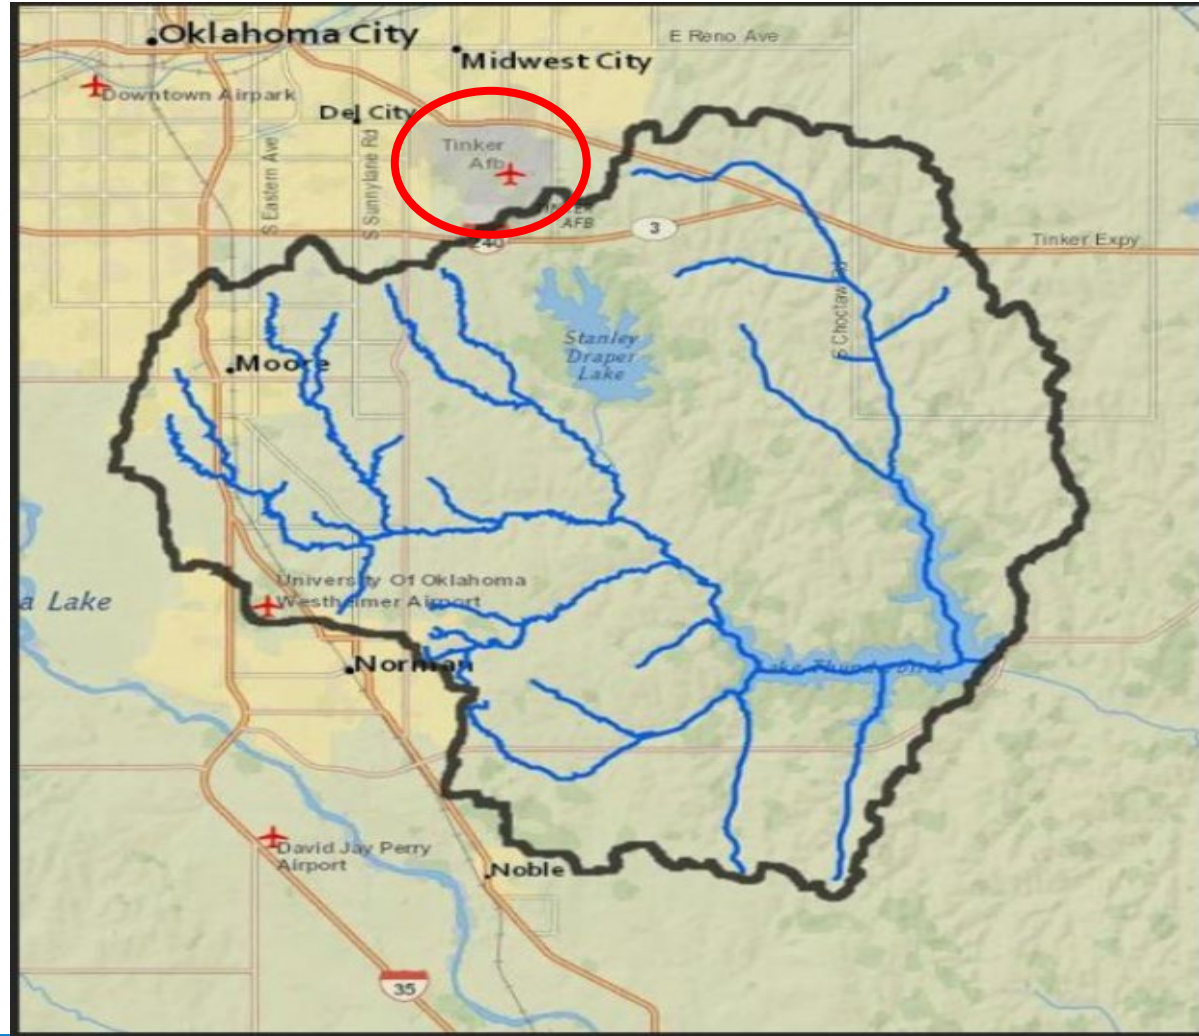 Oklahoma City
E Reno Ave
Midwest City
Downtown Airpark
Del City
Tinker
Afb
S Eastern Ave
S Sunnylane Rd
AFB
240
3
Tinker Expy
S Choctaw Rd
Stanley
Draper
Lake
Moore
University Of Oklahoma
Westheimer Airport
a Lake
Norman
Lake Thunderbird
David Jay Perry
Airport
Noble
35